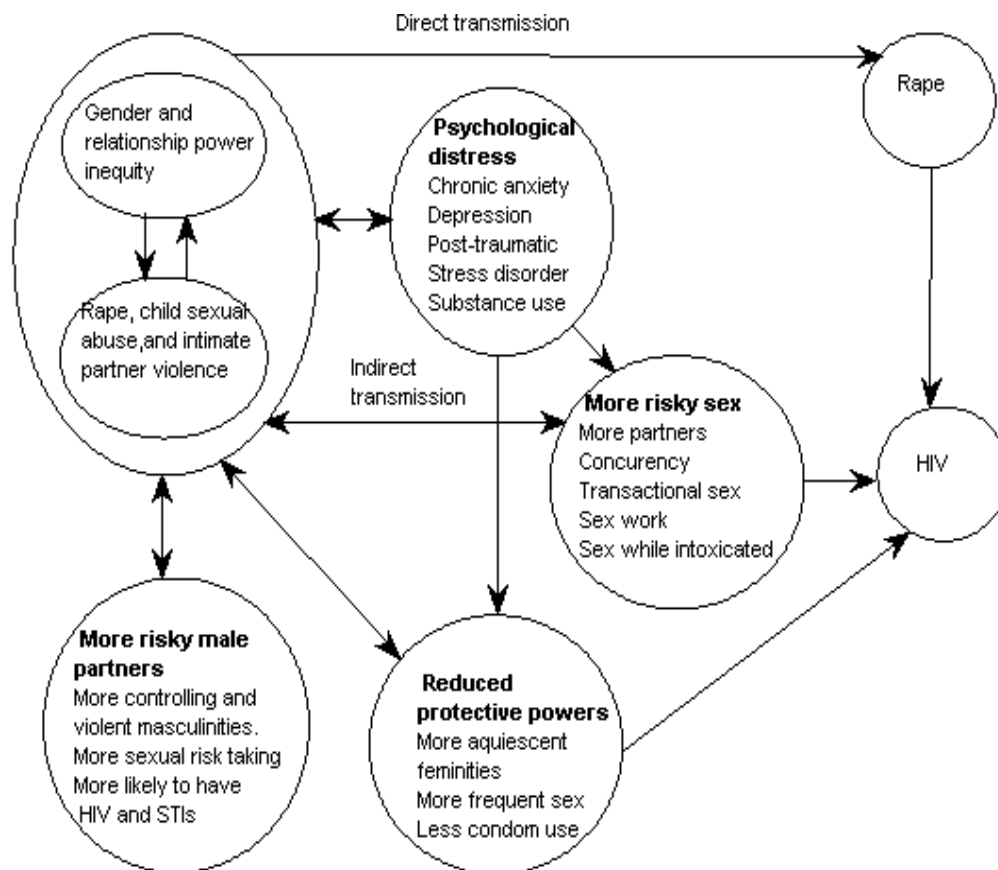 Direct transmission
Rape
Gender and
relationship power
inequity
Psychological
distress
Chronic anxiety
Depression
Post-traumatic
Stress disorder
Substance use
Rape, child sexual
abuse,and intimate
partner violence
Indirect
transmission
More risky sex
More partners
Concurency
Transactional sex
Sex work
Sex while intoxicated
HIV
More risky male
partners
More controlling and
violent masculinities.
More sexual risk taking
More likely to have
HIV and STIs
Reduced
protective powers
More aquiescent
feminities
More frequent sex
Less condom use